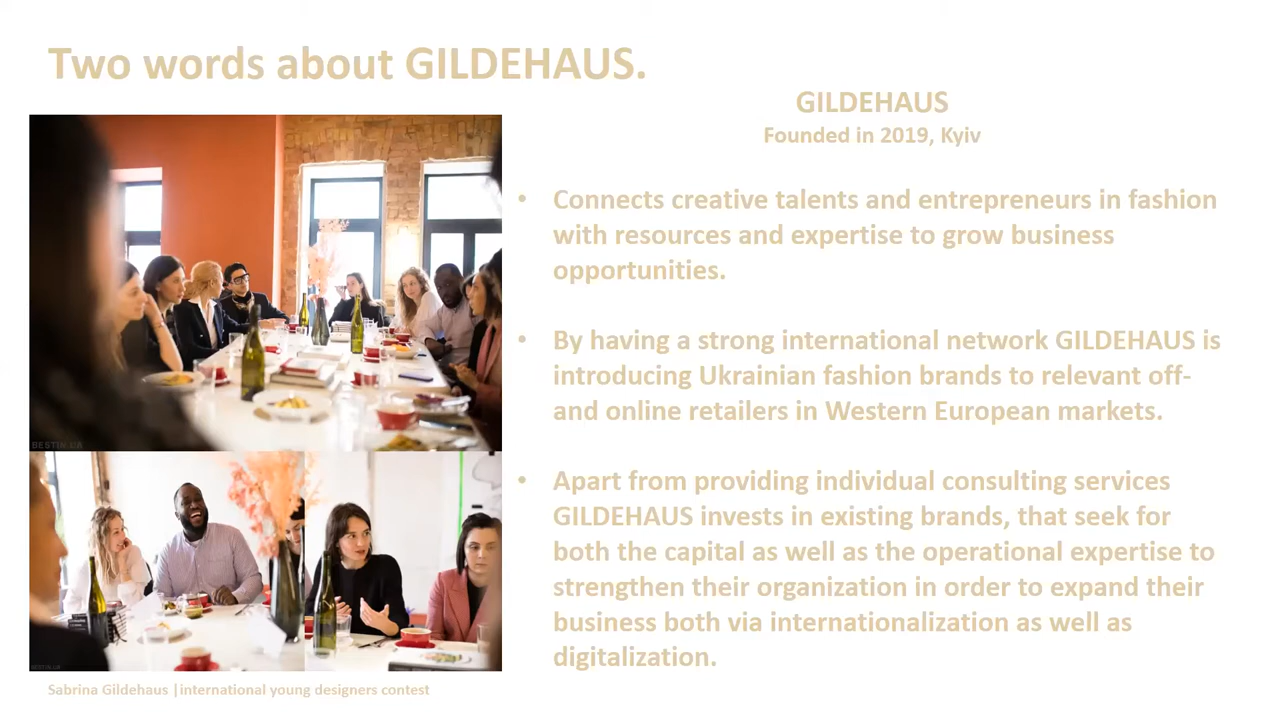 Two words about GILDEHAUS.
GILDEHAUS
Founded in 2019, Kyiv
• Connects creative talents and entrepreneurs in fashion
with resources and expertise to grow business
opportunities.
• By having a strong international network GILDEHAUS is
introducing Ukrainian fashion brands to relevant off-
and online retailers in Western European markets.
• Apart from providing individual consulting services
GILDEHAUS invests in existing brands, that seek for
both the capital as well as the operational expertise to
strengthen their organization in order to expand their
business both via internationalization as well as
digitalization.
BESTIN.UA
BESTIN.UA
Sabrina Gildehaus |international young designers contest